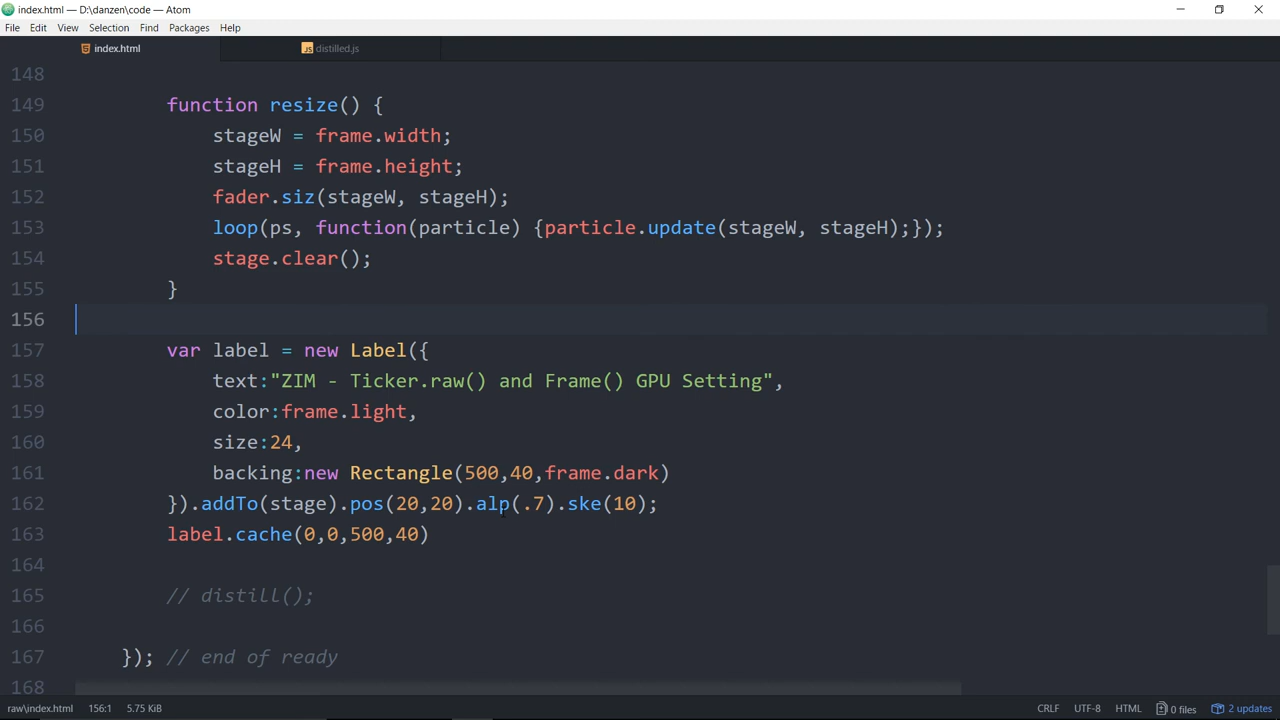 index.html — D:\danzen\code — Atom
File Edit View Selection Find Packages Help
index.html distilled.js
148
149 function resize() {
150 stageW = frame.width;
151 stageH = frame.height;
152 fader.siz(stageW, stageH);
153 loop(ps, function(particle) {particle.update(stageW, stageH);});
154 stage.clear();
155 }
156
157 var label = new Label({
158 text:"ZIM - Ticker.raw() and Frame() GPU Setting",
159 color:frame.light,
160 size:24,
161 backing:new Rectangle(500,40,frame.dark)
162 }).addTo(stage).pos(20,20).alp(.7).ske(10);
163 label.cache(0,0,500,40)
164
165 // distill();
166
167 }); // end of ready
168
raw\index.html 156:1 5.75 KiB CRLF UTF-8 HTML 0 files 2 updates